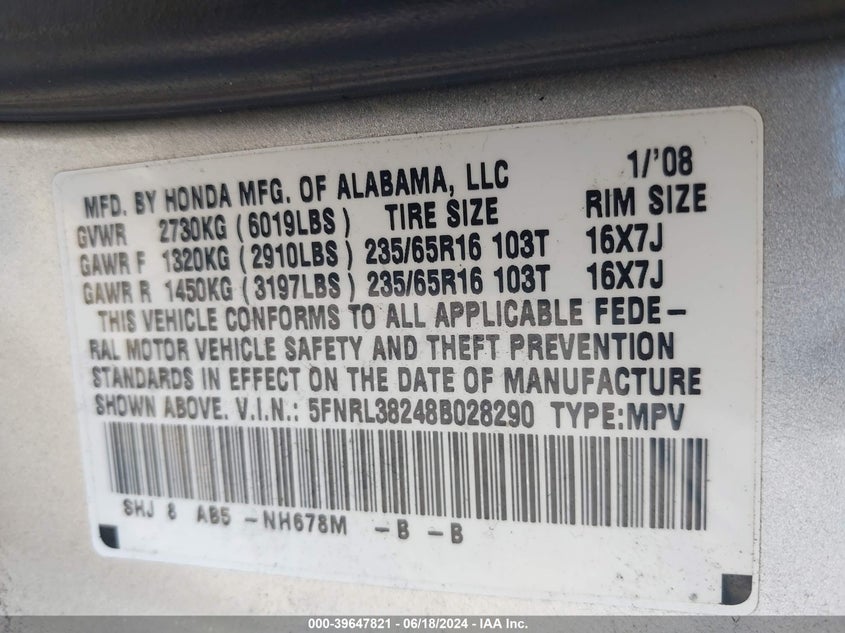 MFD. BY HONDA MFG. OF ALABAMA, LLC 1/'08
GVWR 2730KG (6019LBS) TIRE SIZE RIM SIZE
GAWR F 1320KG (2910LBS) 235/65R16 103T 16X7J
GAWR R 1450KG (3197LBS) 235/65R16 103T 16X7J
THIS VEHICLE CONFORMS TO ALL APPLICABLE FEDE-
RAL MOTOR VEHICLE SAFETY AND THEFT PREVENTION
STANDARDS IN EFFECT ON THE DATE OF MANUFACTURE
SHOWN ABOVE. V.I.N.: 5FNRL38248B028290 TYPE:MPV
SHJ 8 AB5 -NH678M -B -B
000-39647821 - 06/18/2024 - IAA Inc.